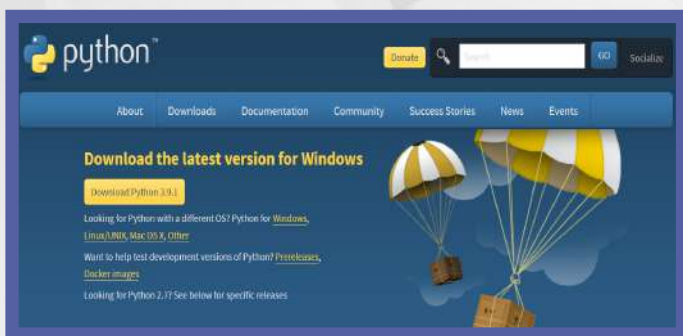 python™
Donate
Search
GO
Socialize
About Downloads Documentation Community Success Stories News Events
Download the latest version for Windows
Download Python 3.9.1
Looking for Python with a different OS? Python for Windows,
Linux/UNIX, Mac OS X, Other
Want to help test development versions of Python? Prereleases,
Docker images
Looking for Python 2.7? See below for specific releases